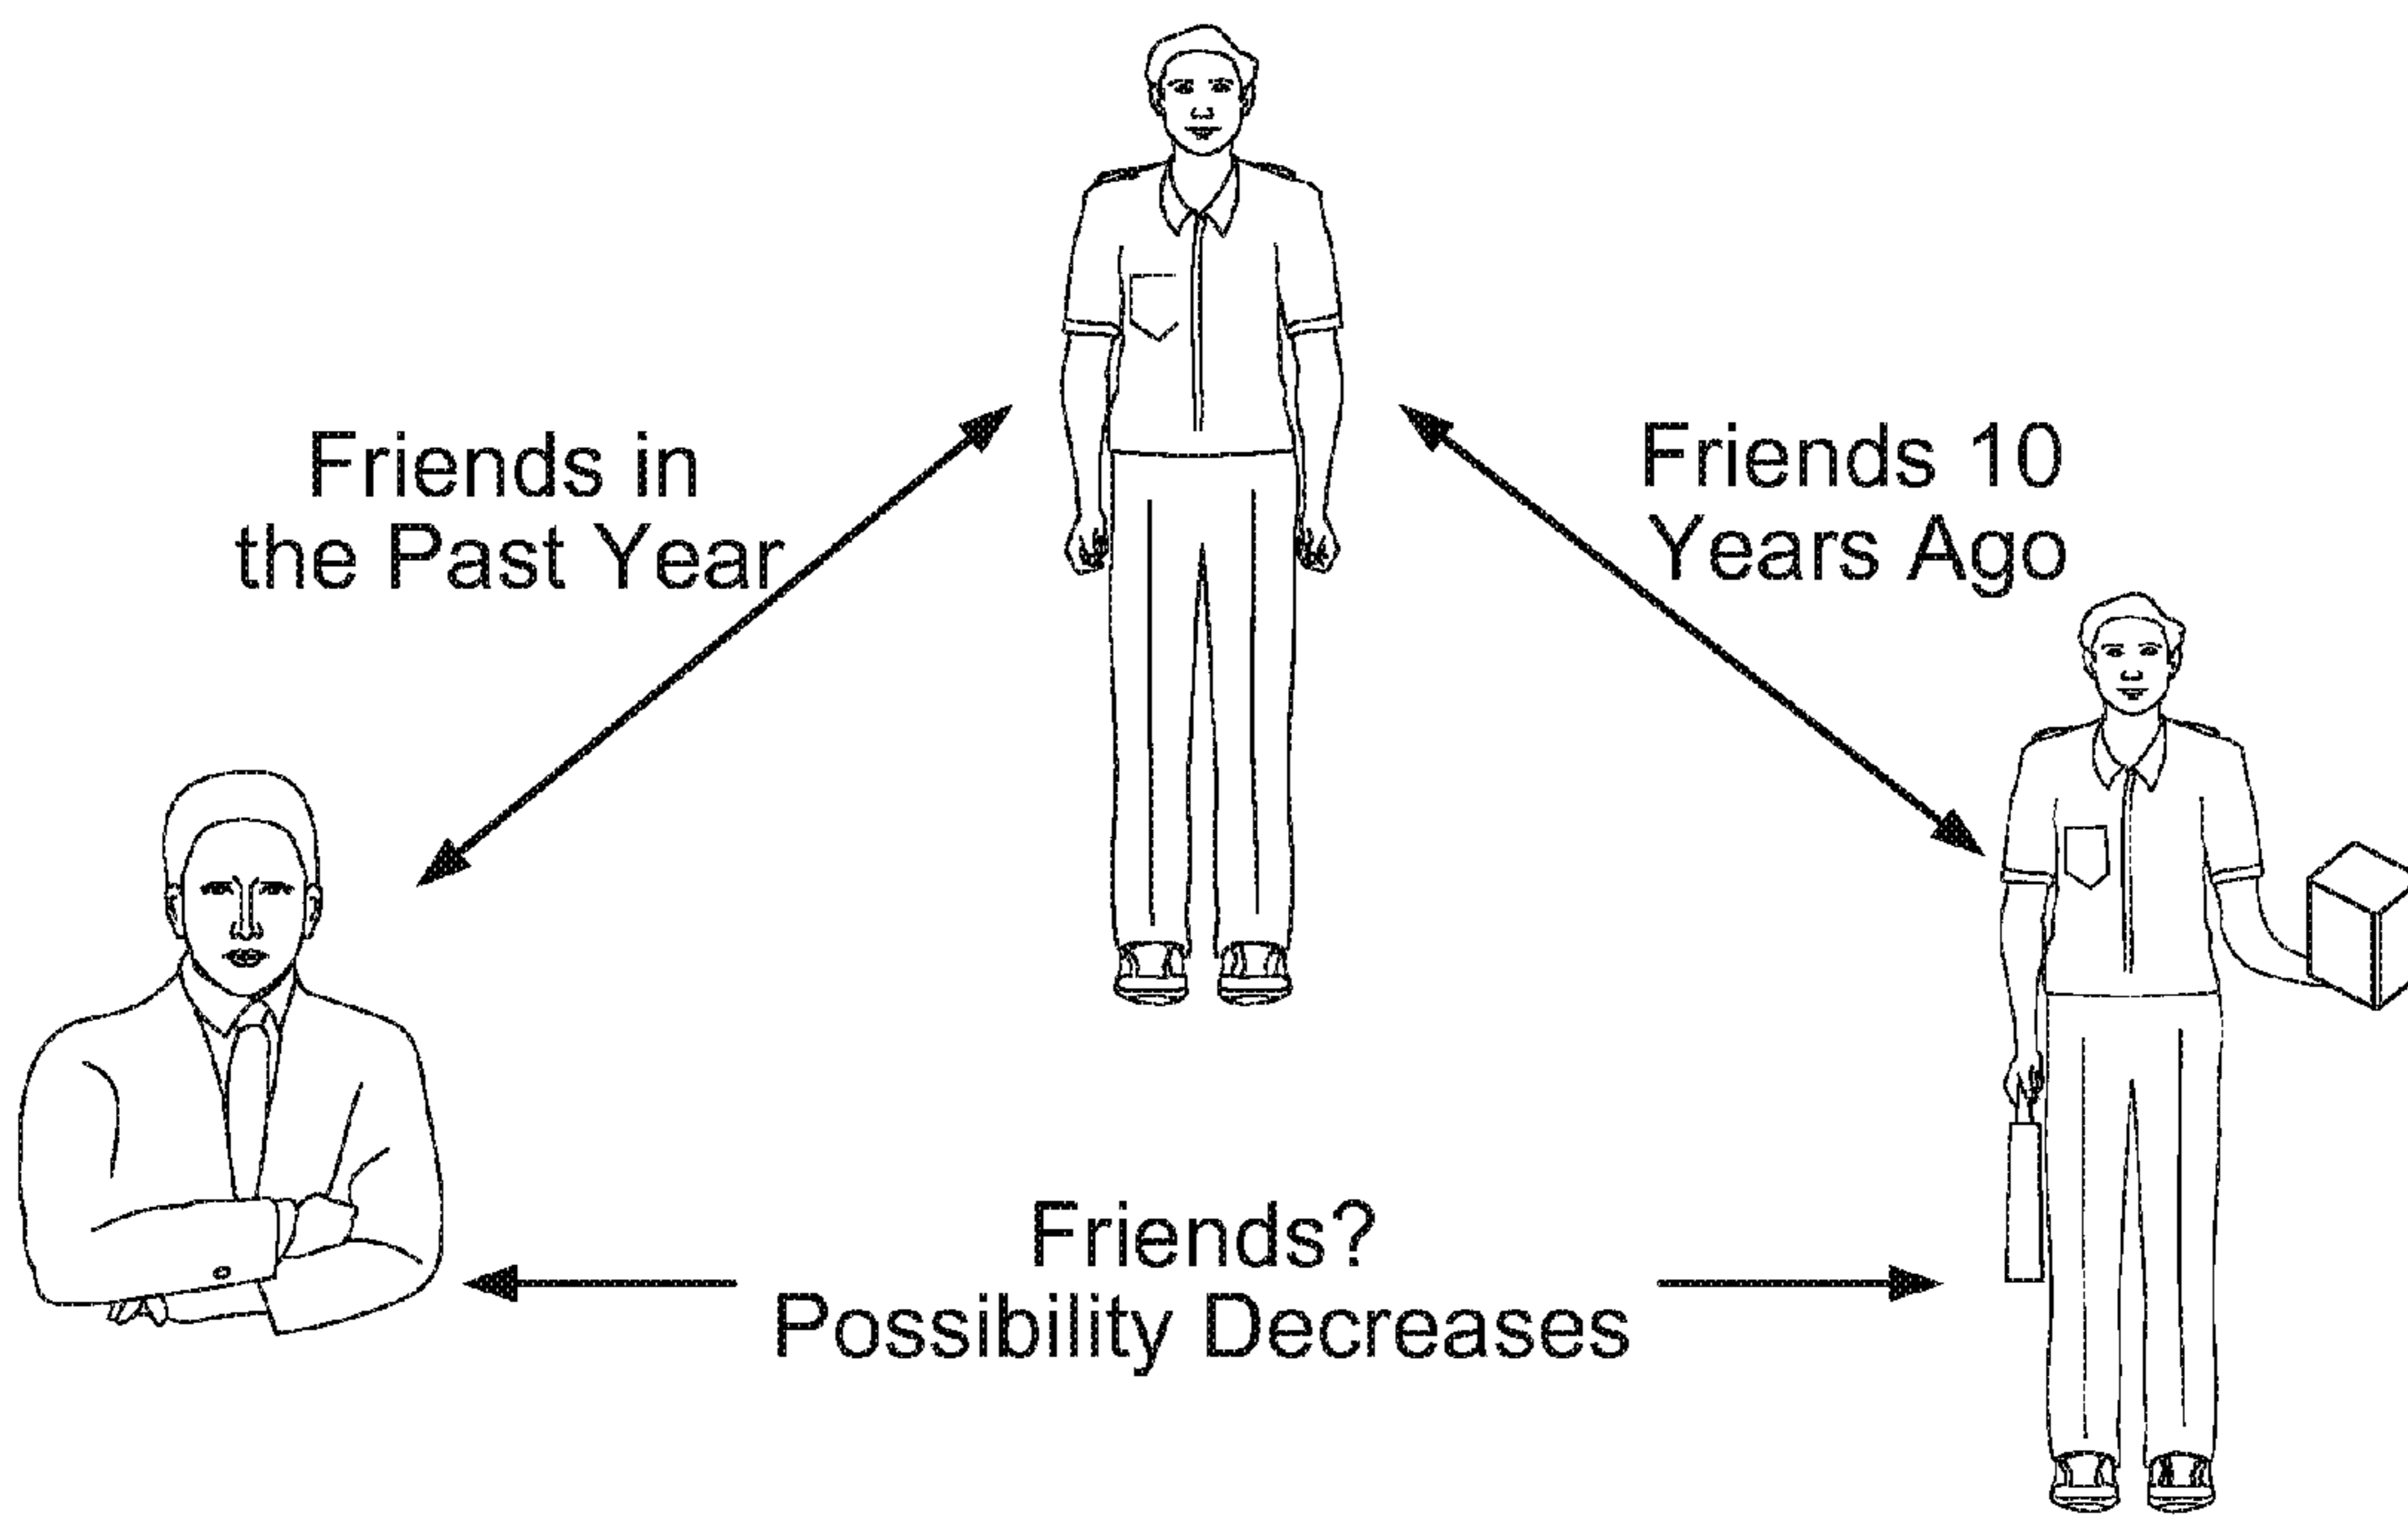 Friends in
the Past Year
Friends 10
Years Ago
Friends?
Possibility Decreases